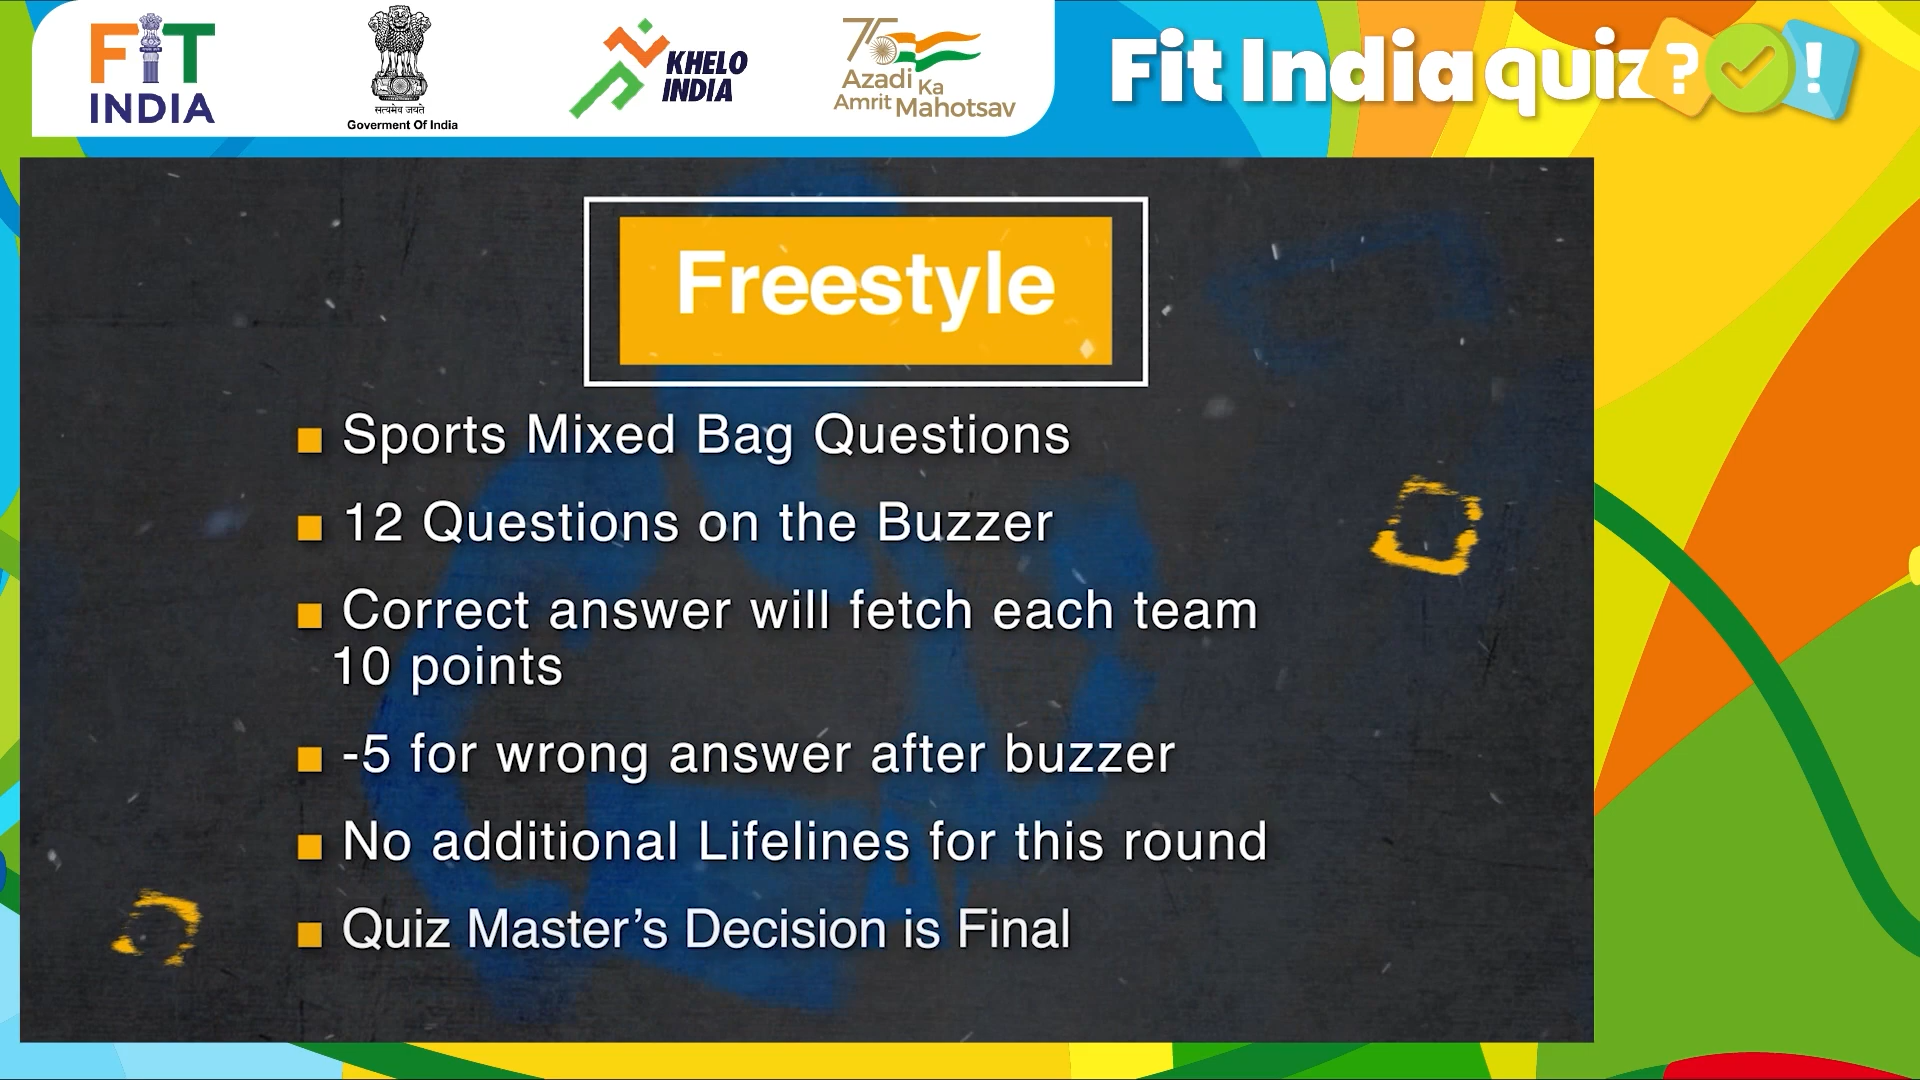 FIT
INDIA
सत्यमेव जयते
Goverment Of India
KHELO
INDIA
75
Azadi Ka
Amrit Mahotsav
Fit India quiz ? !
Freestyle
Sports Mixed Bag Questions
12 Questions on the Buzzer
Correct answer will fetch each team
10 points
-5 for wrong answer after buzzer
No additional Lifelines for this round
Quiz Master’s Decision is Final